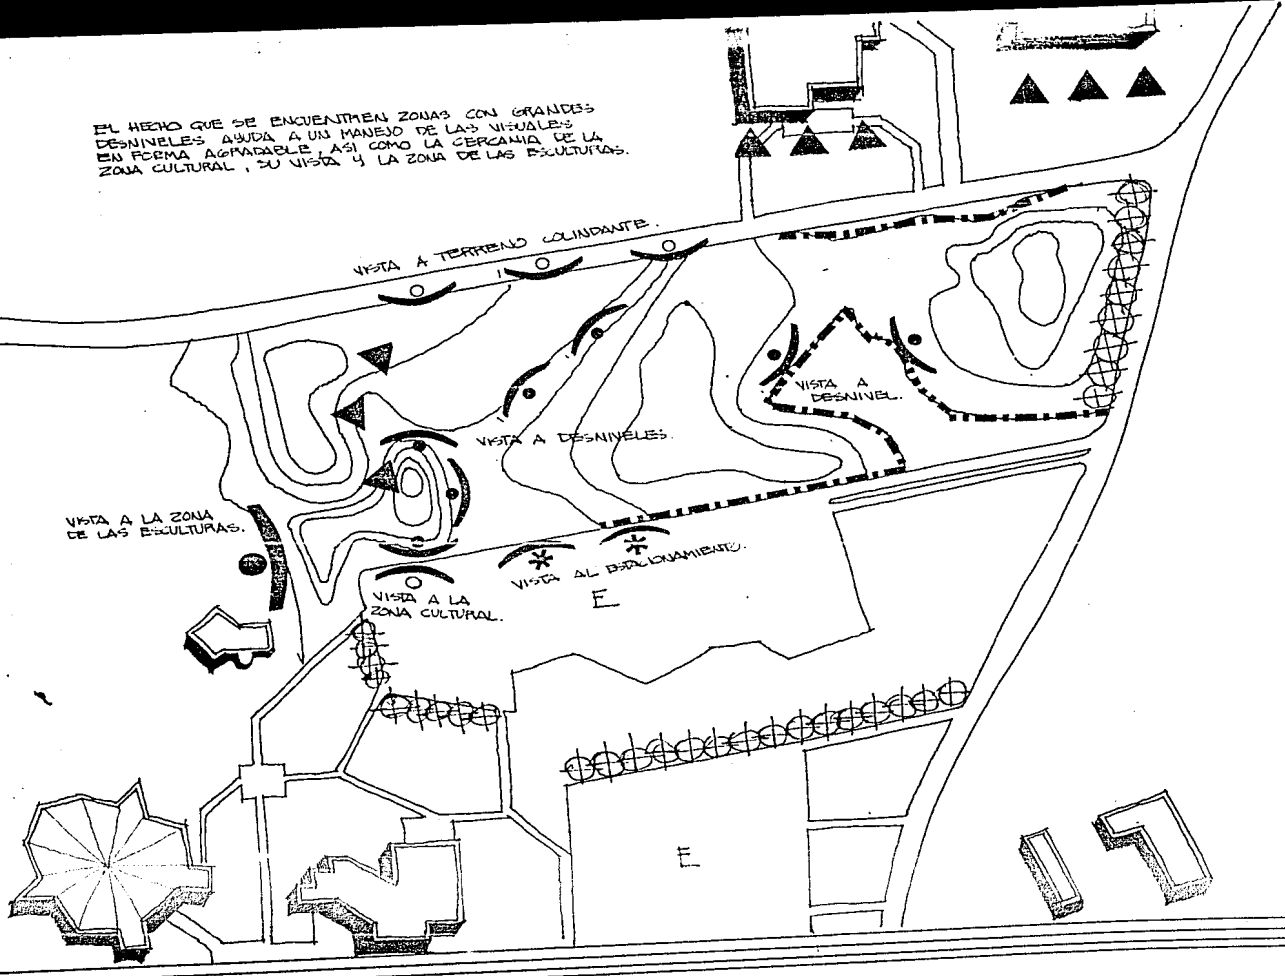 EL HECHO QUE SE ENCUENTREN ZONAS CON GRANDES
DESNIVELES AYUDA A UN MANEJO DE LAS VISUALES
EN FORMA AGRADABLE, ASI COMO LA CERCANIA DE LA
ZONA CULTURAL, SU VISTA Y LA ZONA DE LAS ESCULTURAS.
VISTA A TERRENO COLINDANTE.
VISTA A
DESNIVEL.
VISTA A DESNIVELES.
VISTA A LA ZONA
DE LAS ESCULTURAS.
VISTA AL ESTACIONAMIENTO.
VISTA A LA
ZONA CULTURAL.
E
E